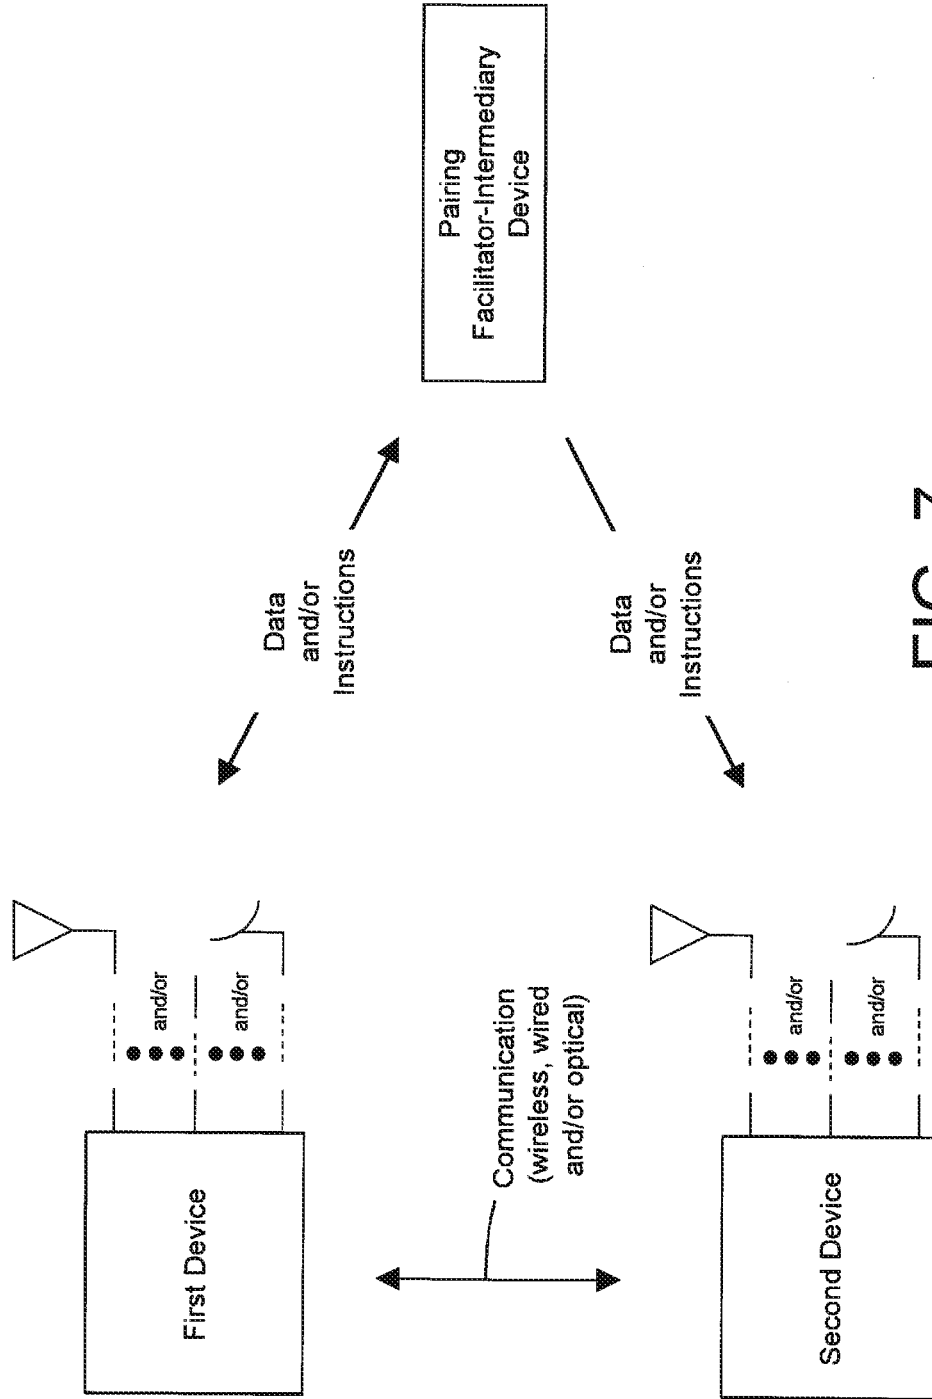 First Device
and/or
and/or
Data
and/or
Instructions
Communication
(wireless, wired
and/or optical)
Pairing
Facilitator-Intermediary
Device
Data
and/or
Instructions
Second Device
and/or
and/or
FIG